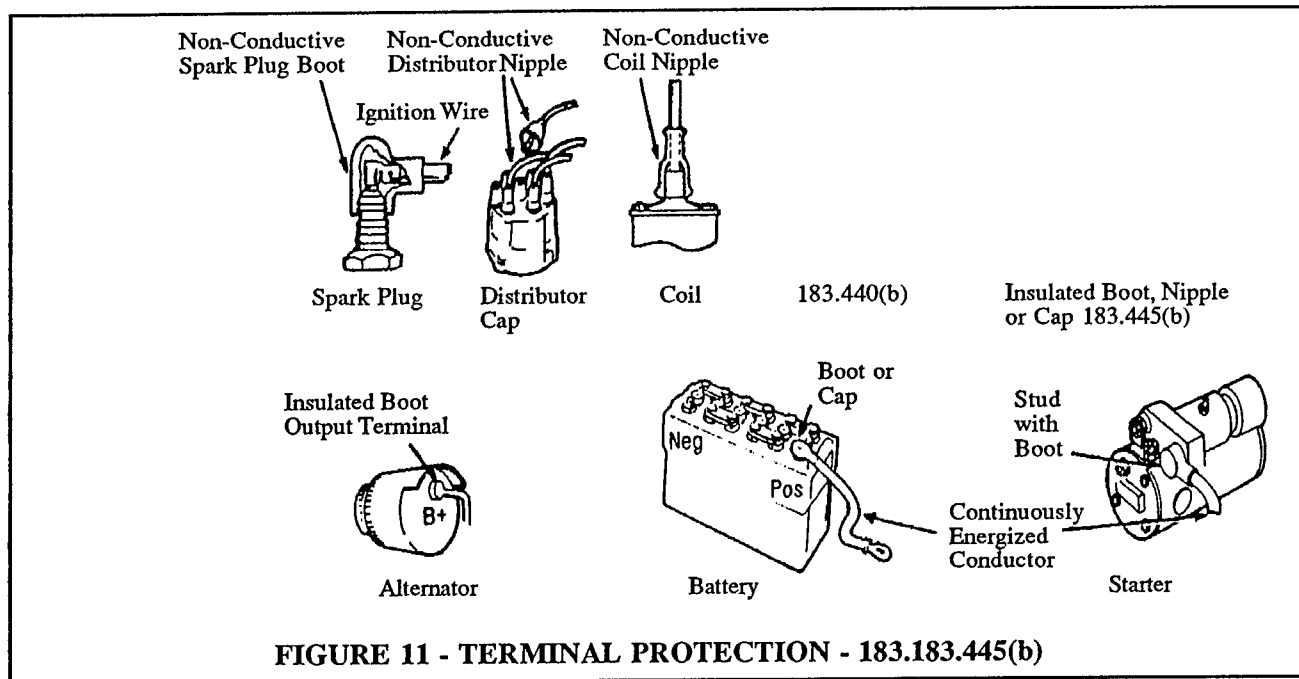 Non-Conductive
Spark Plug Boot
Non-Conductive
Distributor Nipple
Non-Conductive
Coil Nipple
Ignition Wire
Spark Plug
Distributor
Cap
Coil
183.440(b)
Insulated Boot, Nipple
or Cap 183.445(b)
Insulated Boot
Output Terminal
B+
Alternator
Boot or
Cap
Neg
Pos
Battery
Stud
with
Boot
Continuously
Energized
Conductor
Starter
FIGURE 11 - TERMINAL PROTECTION - 183.183.445(b)